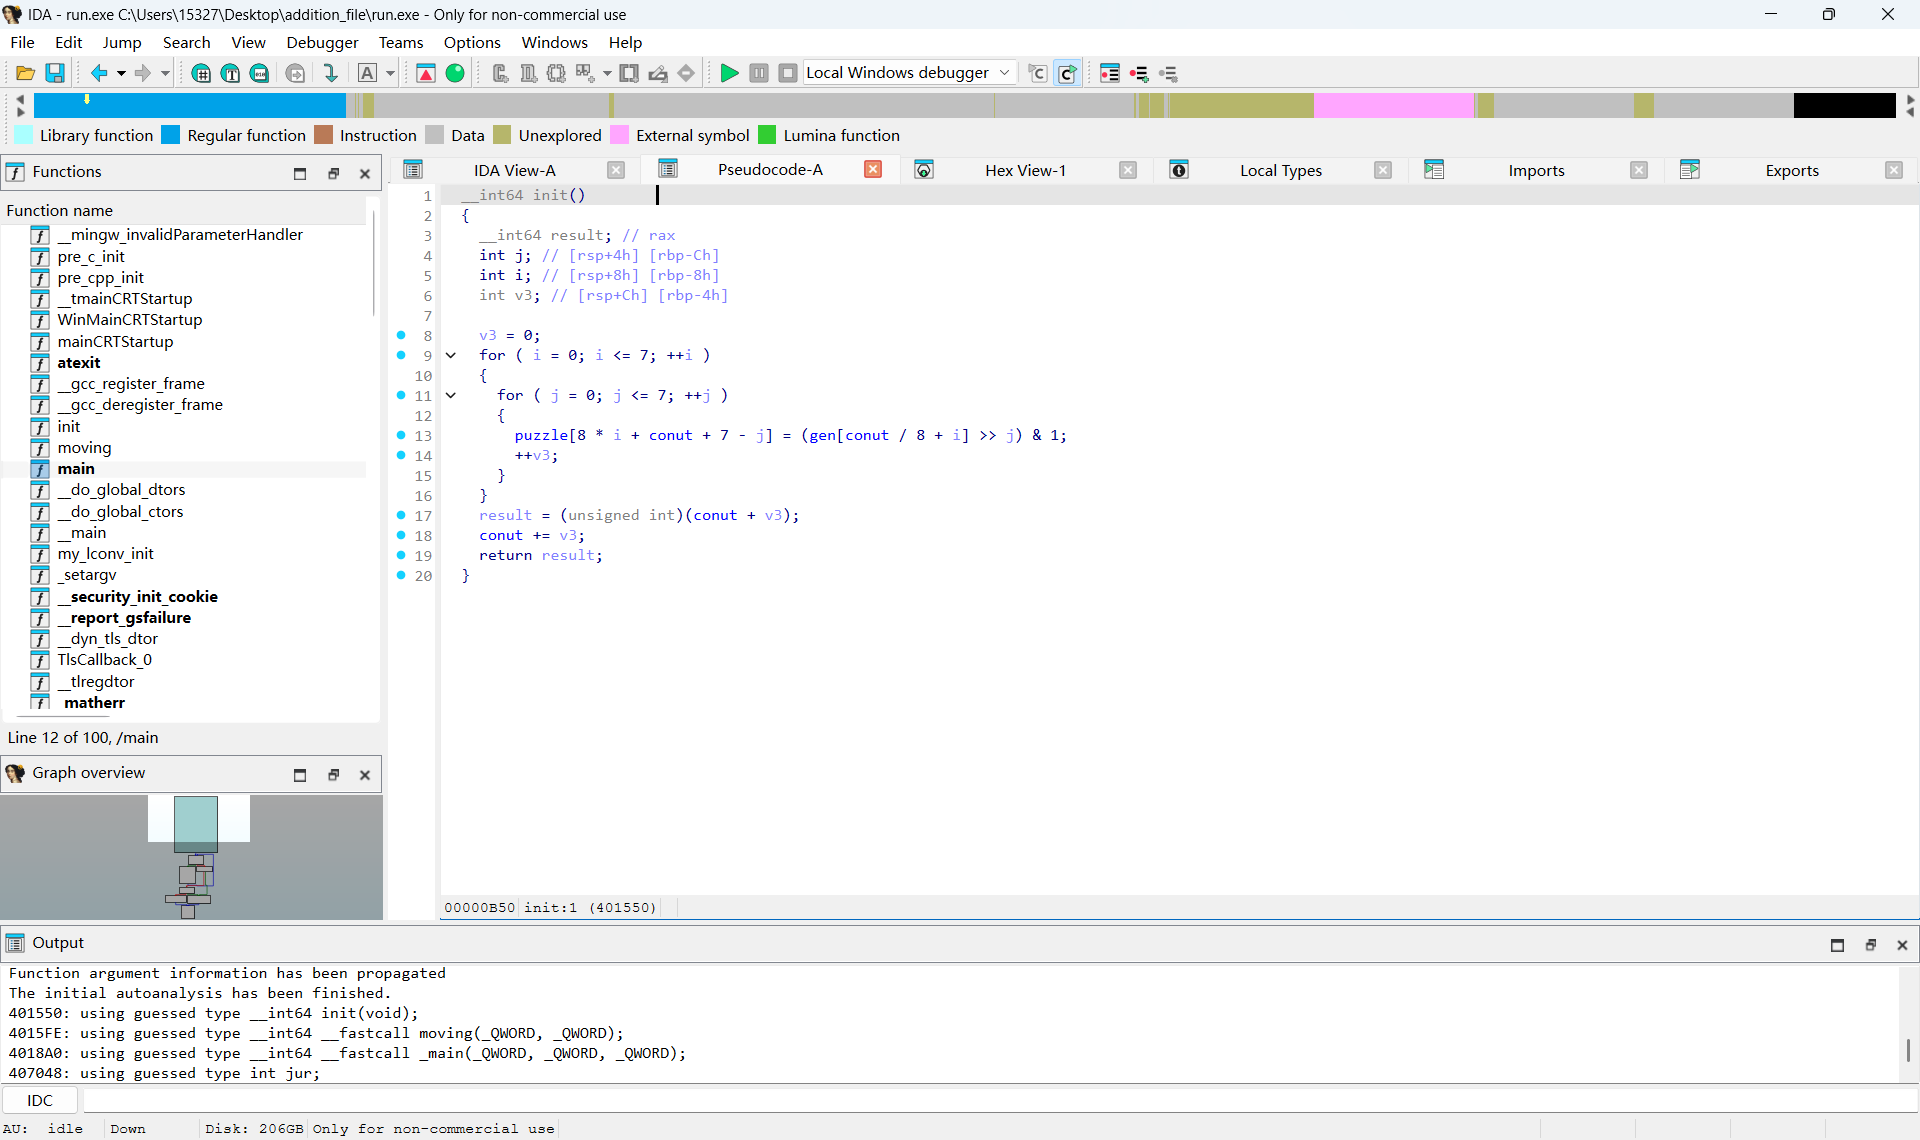 IDA - run.exe C:\Users\15327\Desktop\addition_file\run.exe - Only for non-commercial use
File Edit Jump Search View Debugger Teams Options Windows Help
Local Windows debugger
Library function Regular function Instruction Data Unexplored External symbol Lumina function
Functions
Function name
__mingw_invalidParameterHandler
pre_c_init
pre_cpp_init
__tmainCRTStartup
WinMainCRTStartup
mainCRTStartup
atexit
__gcc_register_frame
__gcc_deregister_frame
init
moving
main
__do_global_dtors
__do_global_ctors
__main
my_lconv_init
_setargv
__security_init_cookie
__report_gsfailure
__dyn_tls_dtor
TlsCallback_0
__tlregdtor
matherr
Line 12 of 100, /main
Graph overview
IDA View-A Pseudocode-A Hex View-1 Local Types Imports Exports
1 __int64 init()
2 {
3 __int64 result; // rax
4 int j; // [rsp+4h] [rbp-Ch]
5 int i; // [rsp+8h] [rbp-8h]
6 int v3; // [rsp+Ch] [rbp-4h]
7
8 v3 = 0;
9 for ( i = 0; i <= 7; ++i )
10 {
11 for ( j = 0; j <= 7; ++j )
12 {
13 puzzle[8 * i + conut + 7 - j] = (gen[conut / 8 + i] >> j) & 1;
14 ++v3;
15 }
16 }
17 result = (unsigned int)(conut + v3);
18 conut += v3;
19 return result;
20 }
00000B50 init:1 (401550)
Output
Function argument information has been propagated
The initial autoanalysis has been finished.
401550: using guessed type __int64 init(void);
4015FE: using guessed type __int64 __fastcall moving(_QWORD, _QWORD);
4018A0: using guessed type __int64 __fastcall _main(_QWORD, _QWORD, _QWORD);
407048: using guessed type int jur;
IDC
AU: idle Down Disk: 206GB Only for non-commercial use